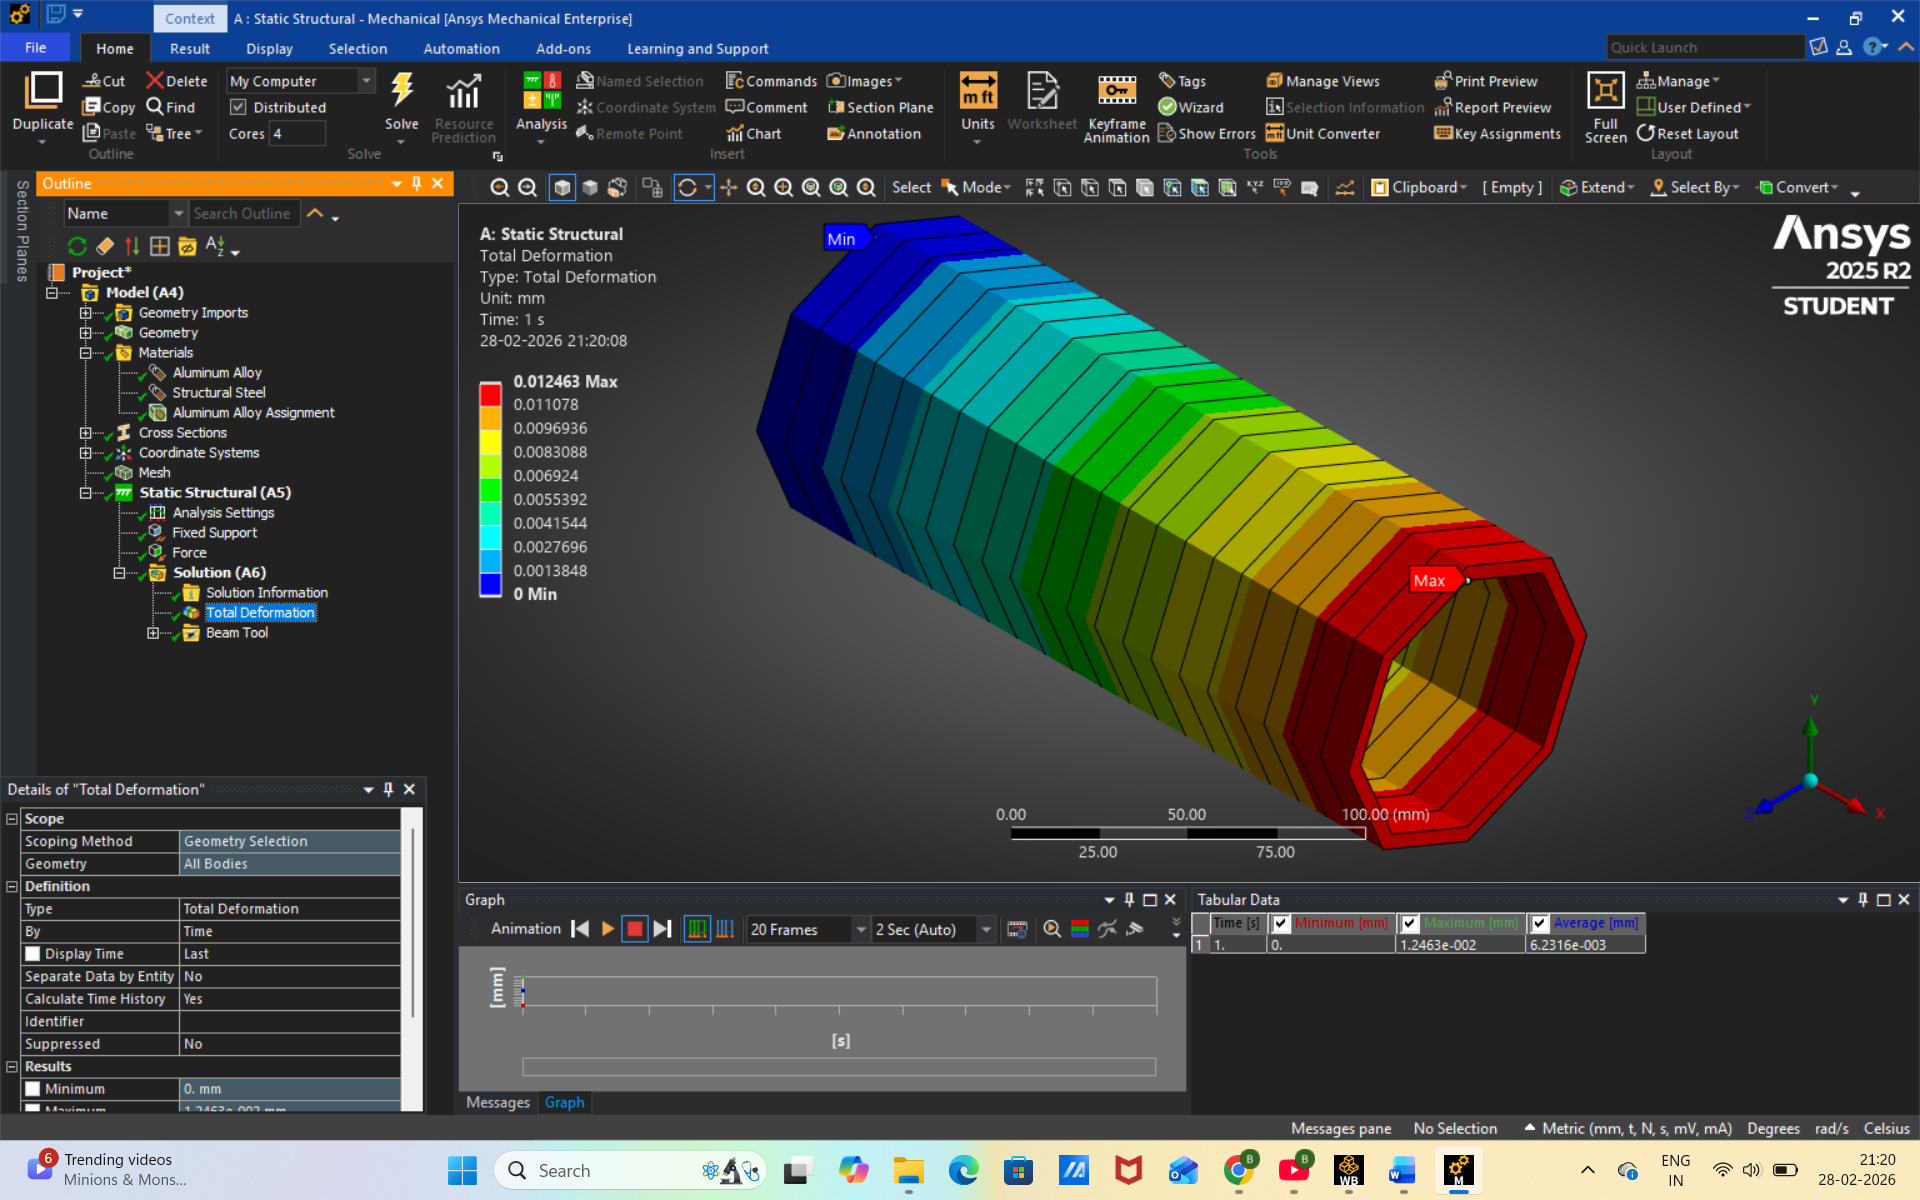 Context
A : Static Structural - Mechanical [Ansys Mechanical Enterprise]
File Home Result Display Selection Automation Add-ons Learning and Support
Quick Launch
Duplicate
Cut
Copy
Paste
Delete
Find
Tree
Outline
My Computer
Distributed
Cores 4
Solve
Resource Prediction
Solve
Analysis
Named Selection
Coordinate System
Remote Point
Commands
Comment
Chart
Images
Section Plane
Annotation
Insert
Units
Worksheet
Keyframe Animation
Tags
Wizard
Show Errors
Manage Views
Selection Information
Unit Converter
Print Preview
Report Preview
Key Assignments
Tools
Full Screen
Manage
User Defined
Reset Layout
Layout
Section Planes
Outline
Name
Search Outline
Project*
Model (A4)
Geometry Imports
Geometry
Materials
Aluminum Alloy
Structural Steel
Aluminum Alloy Assignment
Cross Sections
Coordinate Systems
Mesh
Static Structural (A5)
Analysis Settings
Fixed Support
Force
Solution (A6)
Solution Information
Total Deformation
Beam Tool
Select Mode Clipboard [ Empty ] Extend Select By Convert
A: Static Structural
Total Deformation
Type: Total Deformation
Unit: mm
Time: 1 s
28-02-2026 21:20:08
0.012463 Max
0.011078
0.0096936
0.0083088
0.006924
0.0055392
0.0041544
0.0027696
0.0013848
0 Min
Min
Max
Ansys
2025 R2
STUDENT
0.00 50.00 100.00 (mm)
25.00 75.00
Y
Z
X
Details of "Total Deformation"
Scope
Scoping Method Geometry Selection
Geometry All Bodies
Definition
Type Total Deformation
By Time
Display Time Last
Separate Data by Entity No
Calculate Time History Yes
Identifier
Suppressed No
Results
Minimum 0. mm
Maximum 1.2463e-002 mm
Graph
Animation 20 Frames 2 Sec (Auto)
[mm]
[s]
Messages Graph
Tabular Data
Time [s] Minimum [mm] Maximum [mm] Average [mm]
1 1. 0. 1.2463e-002 6.2316e-003
Messages pane No Selection Metric (mm, t, N, s, mV, mA) Degrees rad/s Celsius
6
Trending videos
Minions & Mons...
Search
B
B
WB
W
M
ENG
IN
21:20
28-02-2026